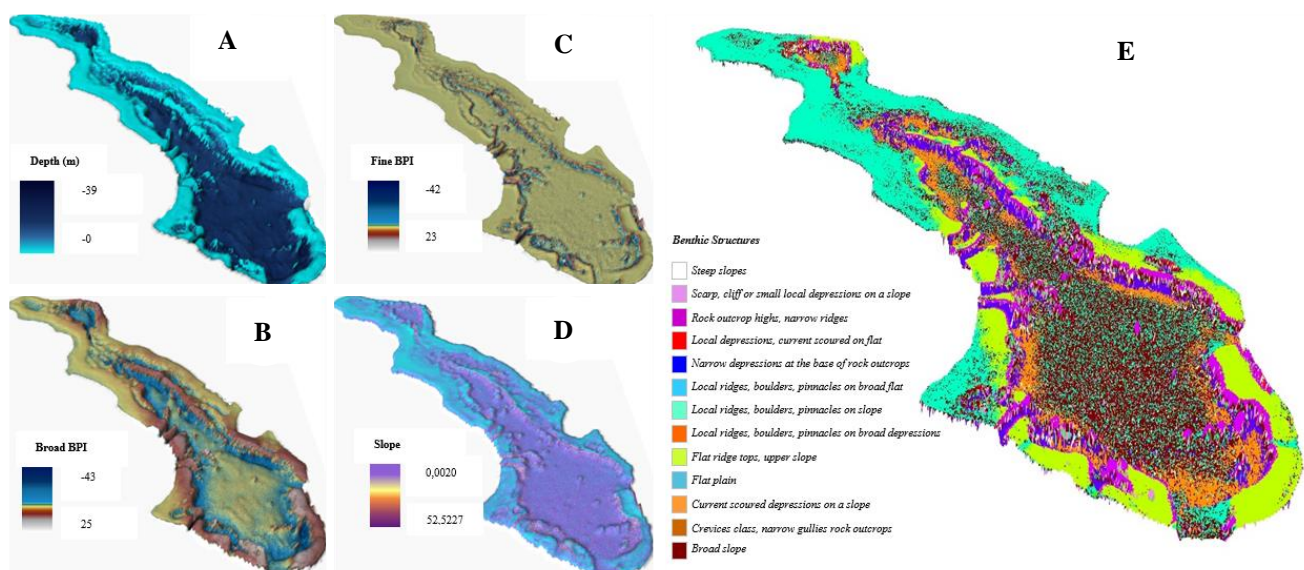 A
Depth (m)
-39
-0
B
Broad BPI
-43
25
C
Fine BPI
-42
23
D
Slope
0,0020
52.5227
E
Benthic Structures
Steep slopes
Scarp, cliff or small local depressions on a slope
Rock outcrop highs, narrow ridges
Local depressions, current scoured on flat
Narrow depressions at the base of rock outcrops
Local ridges, boulders, pinnacles on broad flat
Local ridges, boulders, pinnacles on slope
Local ridges, boulders, pinnacles on broad depressions
Flat ridge tops, upper slope
Flat plain
Current scoured depressions on a slope
Crevices class, narrow gullies rock outcrops
Broad slope